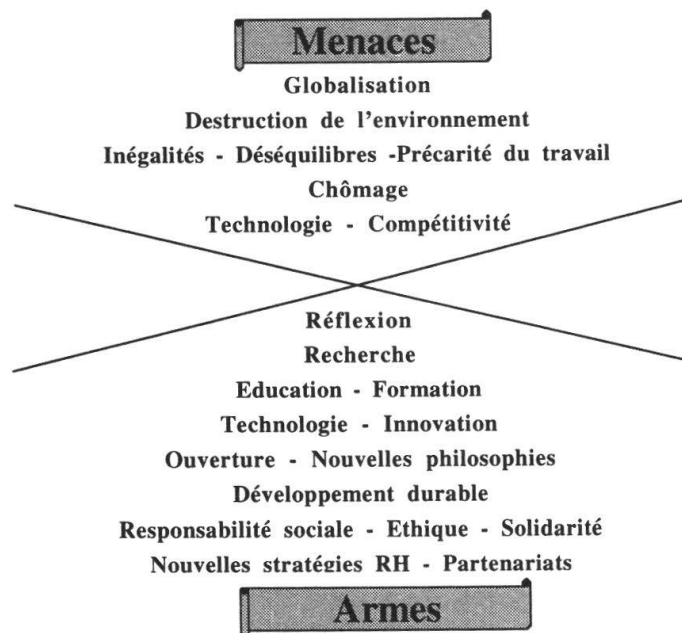 Menaces
Globalisation
Destruction de l'environnement
Inégalités - Déséquilibres -Précarité du travail
Chômage
Technologie - Compétitivité
Réflexion
Recherche
Education - Formation
Technologie - Innovation
Ouverture - Nouvelles philosophies
Développement durable
Responsabilité sociale - Ethique - Solidarité
Nouvelles stratégies RH - Partenariats
Armes